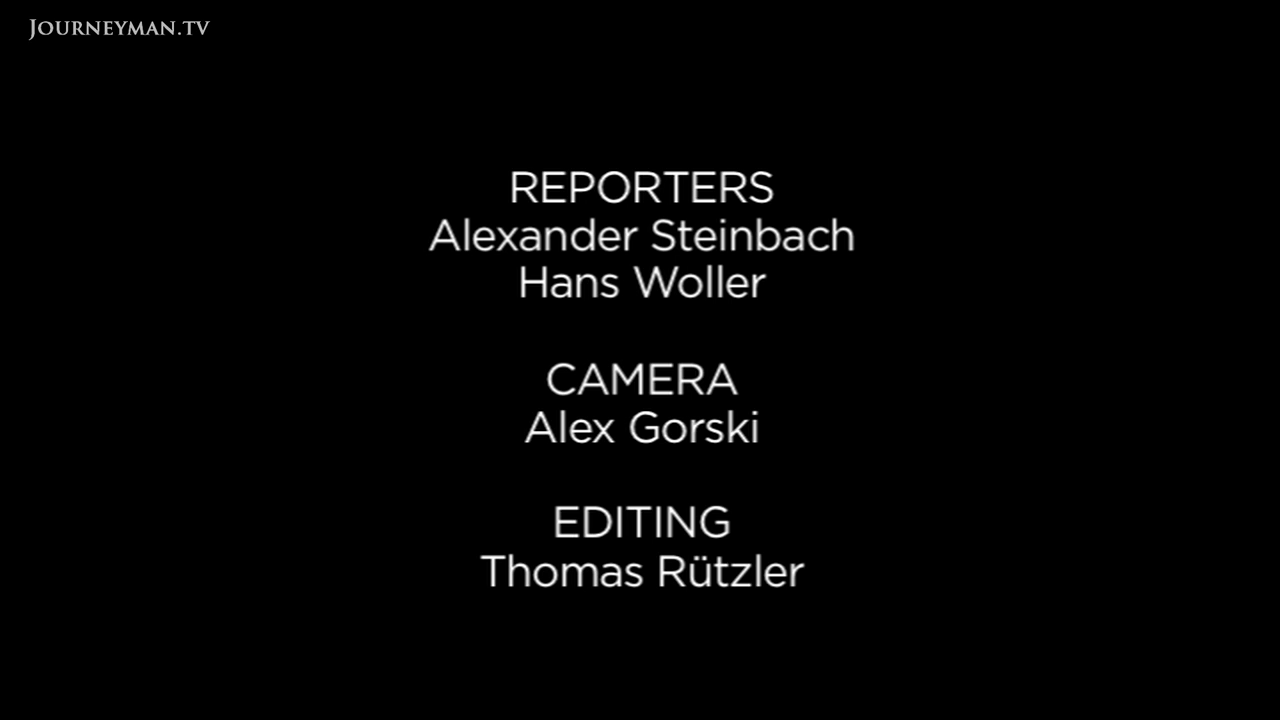 JOURNEYMAN.TV
REPORTERS
Alexander Steinbach
Hans Woller
CAMERA
Alex Gorski
EDITING
Thomas Rützler